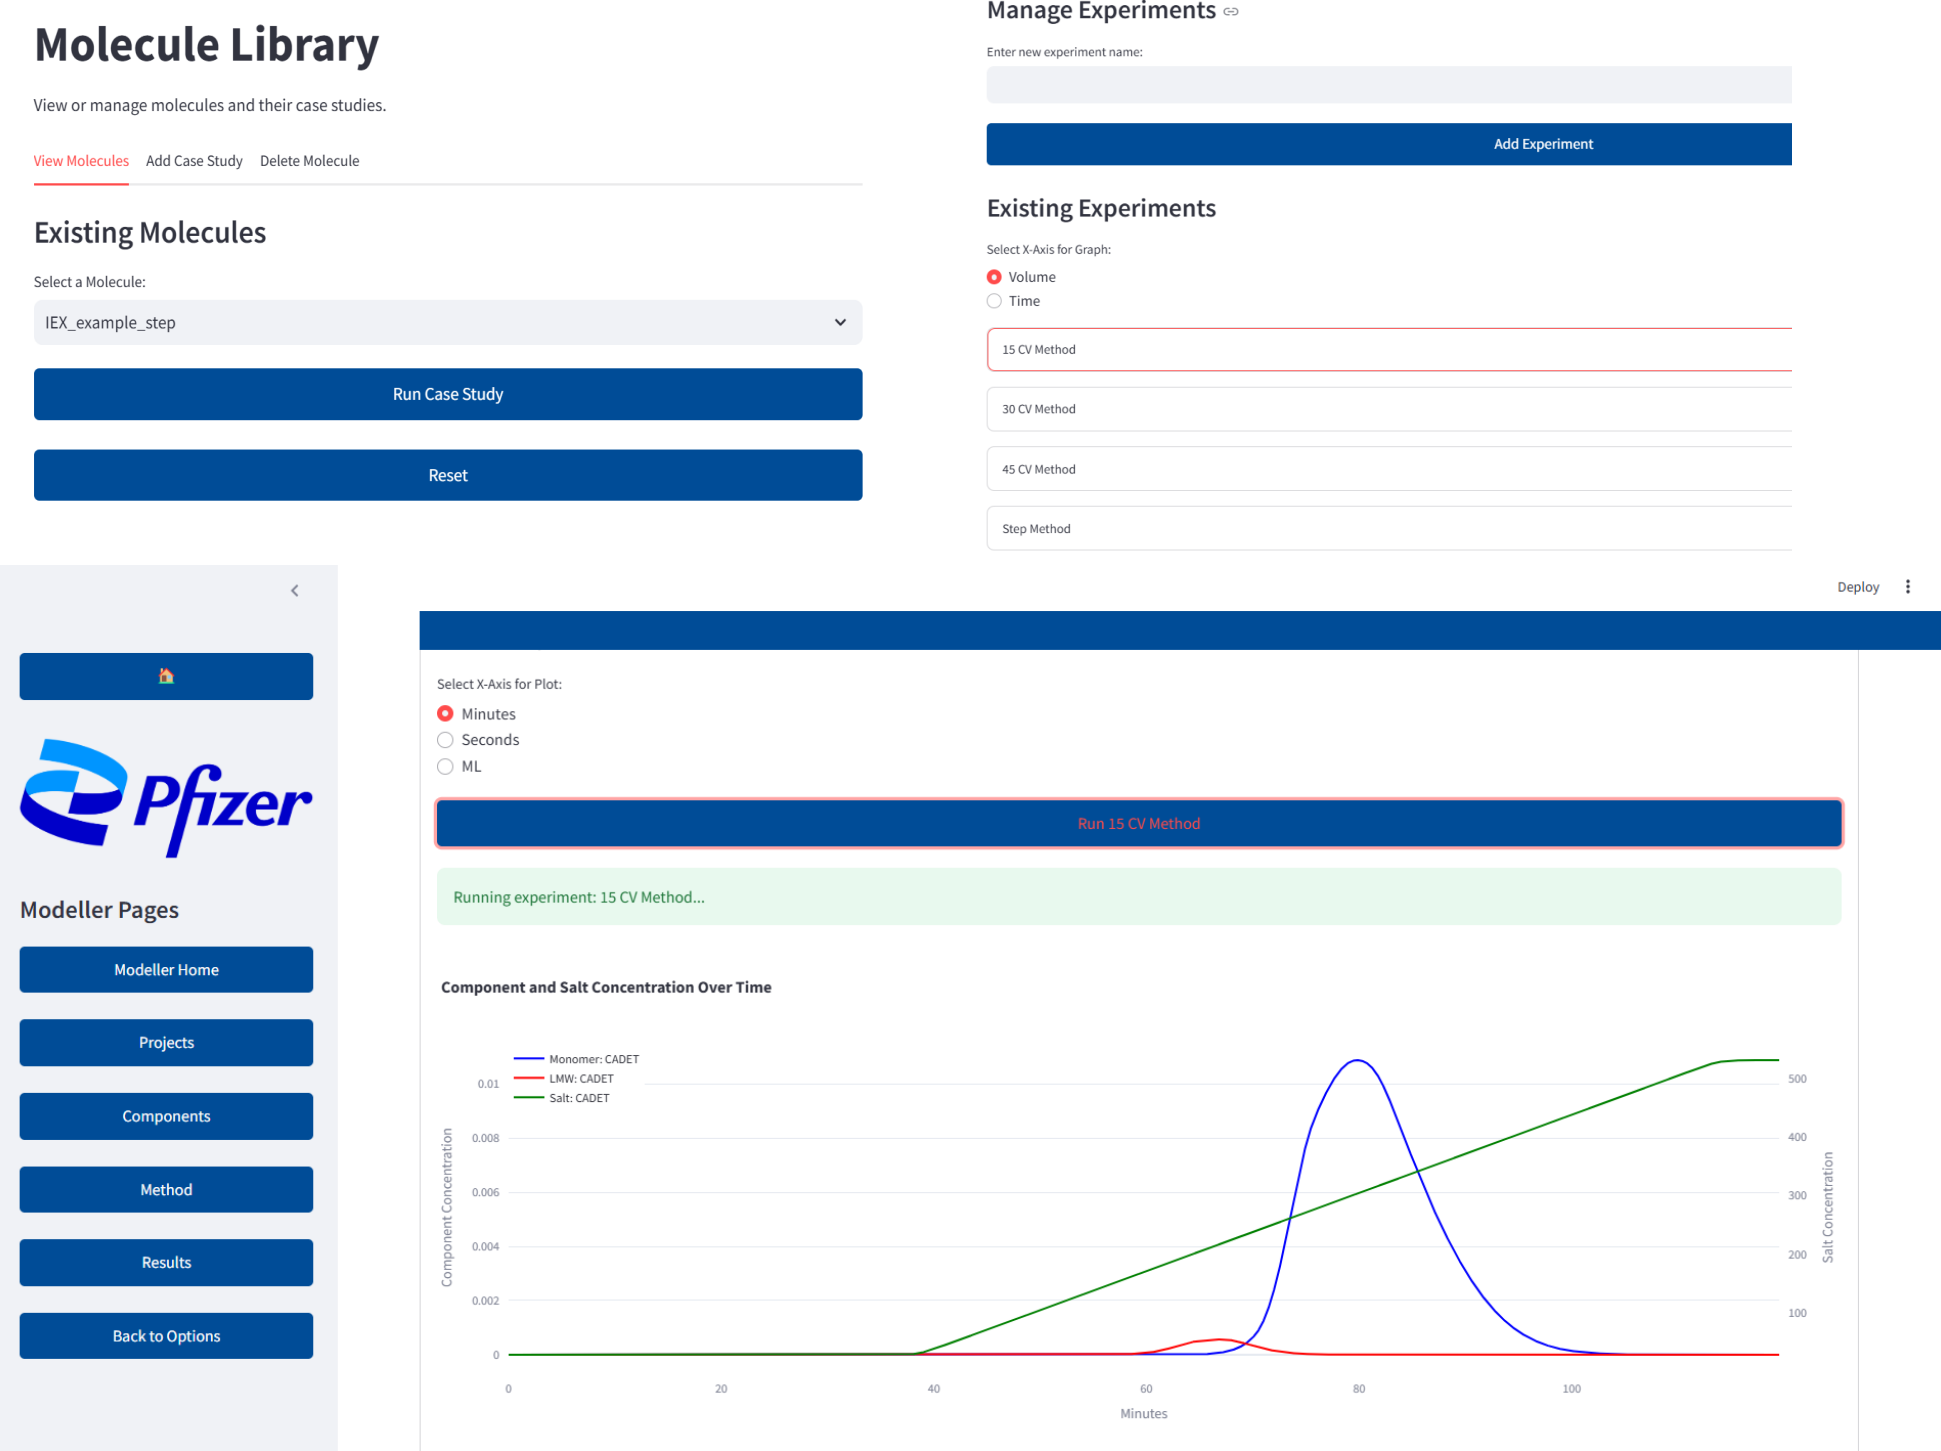 Molecule Library
View or manage molecules and their case studies.
View Molecules Add Case Study Delete Molecule
Existing Molecules
Select a Molecule:
IEX_example_step
Run Case Study
Reset
Manage Experiments
Enter new experiment name:
Add Experiment
Existing Experiments
Select X-Axis for Graph:
Volume
Time
15 CV Method
30 CV Method
45 CV Method
Step Method
Pfizer
Modeller Pages
Modeller Home
Projects
Components
Method
Results
Back to Options
Deploy
Select X-Axis for Plot:
Minutes
Seconds
ML
Run 15 CV Method
Running experiment: 15 CV Method...
Component and Salt Concentration Over Time
Monomer: CADET
LMW: CADET
Salt: CADET
Component Concentration
0.01
0.008
0.006
0.004
0.002
0
500
400
300
200
100
Salt Concentration
0 20 40 60 80 100
Minutes